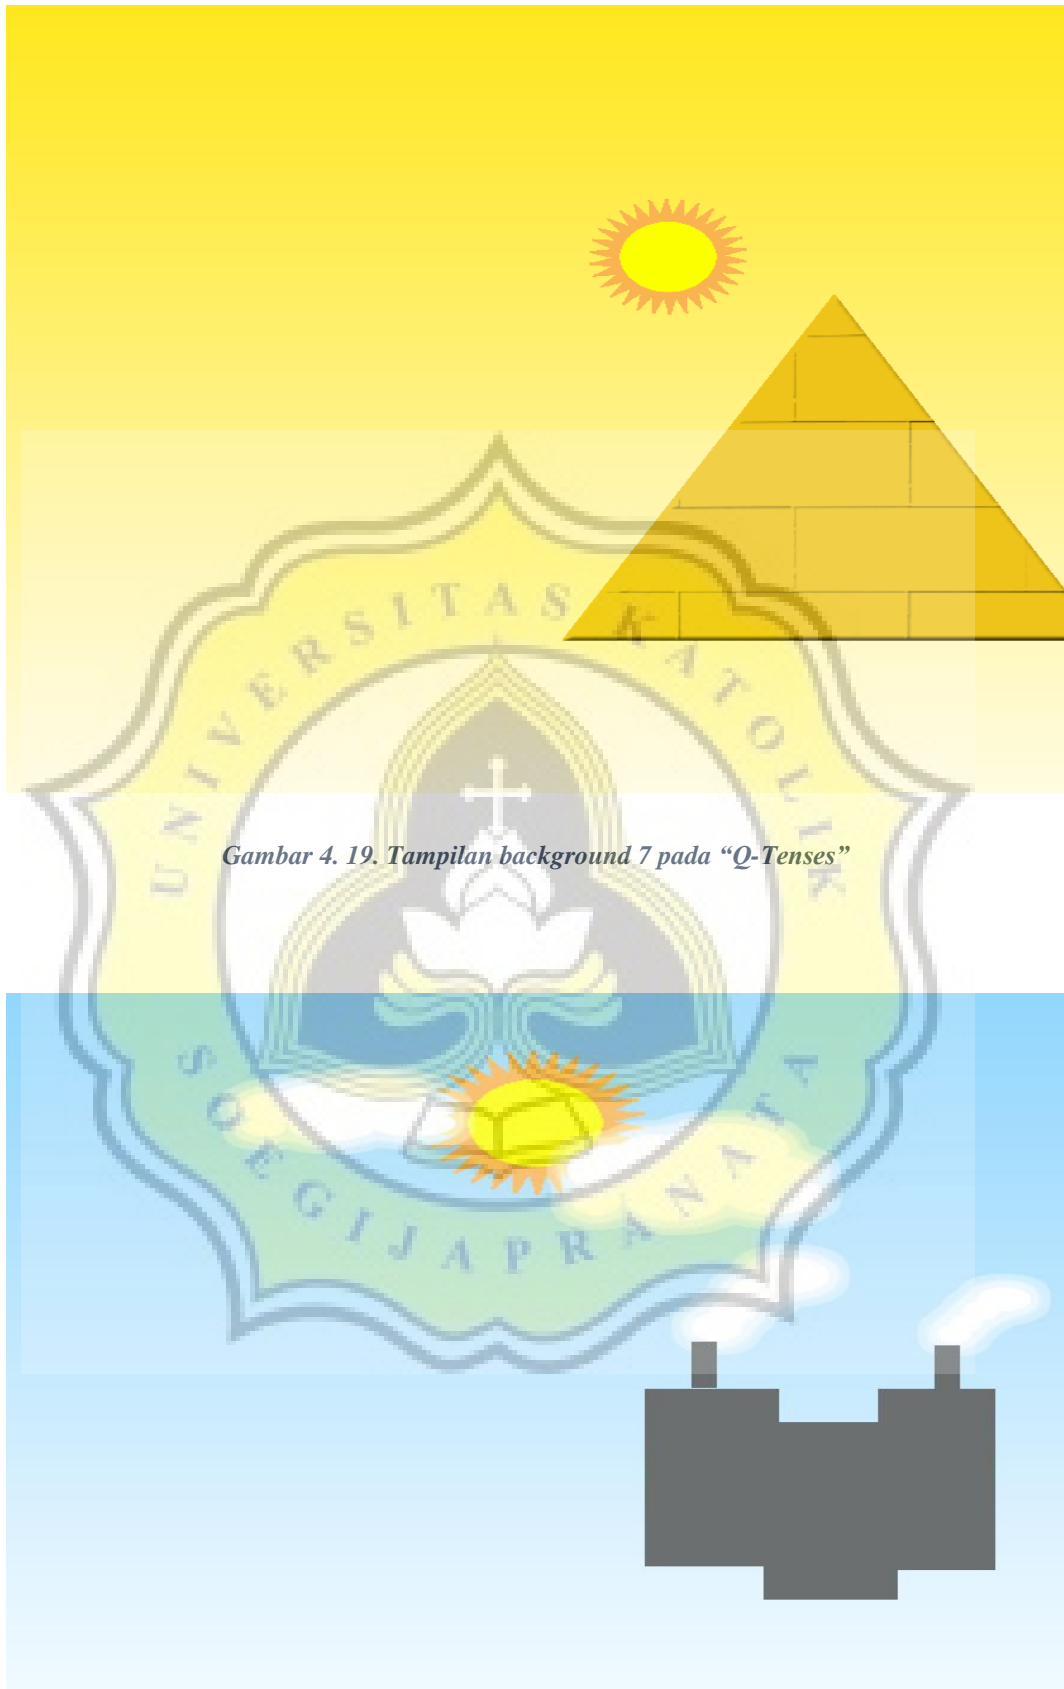 UNIVERSITAS KATOLIK
Gambar 4. 19. Tampilan background 7 pada “Q-Tenses”
SOEGIJAPRANATA